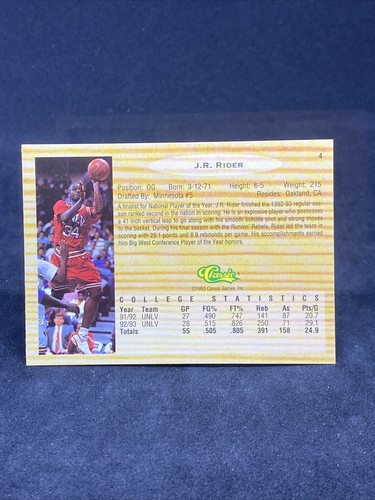 4
J.R. RIDER
Position: OG Born: 3-12-71 Height: 6-5 Weight: 215
Drafted By: Minnesota #5 Resides: Oakland, CA
A finalist for National Player of the Year, J.R. Rider finished the 1992-93 regular sea-
son ranked second in the nation in scoring. He is an explosive player who possesses
a 41 inch vertical leap to go along with his smooth outside shot and strong moves
to the basket. During his final season with the Runnin' Rebels, Rider led the team in
scoring with 29.1 points and 8.9 rebounds per game. His accomplishments earned
him Big West Conference Player of the Year honors.
34
Classic
©1993 Classic Games, Inc.
COLLEGE STATISTICS
Year Team GP FG% FT% Reb As Pts/G
91/92 UNLV 27 .490 .747 141 87 20.7
92/93 UNLV 28 .515 .826 250 71 29.1
Totals 55 .505 .805 391 158 24.9